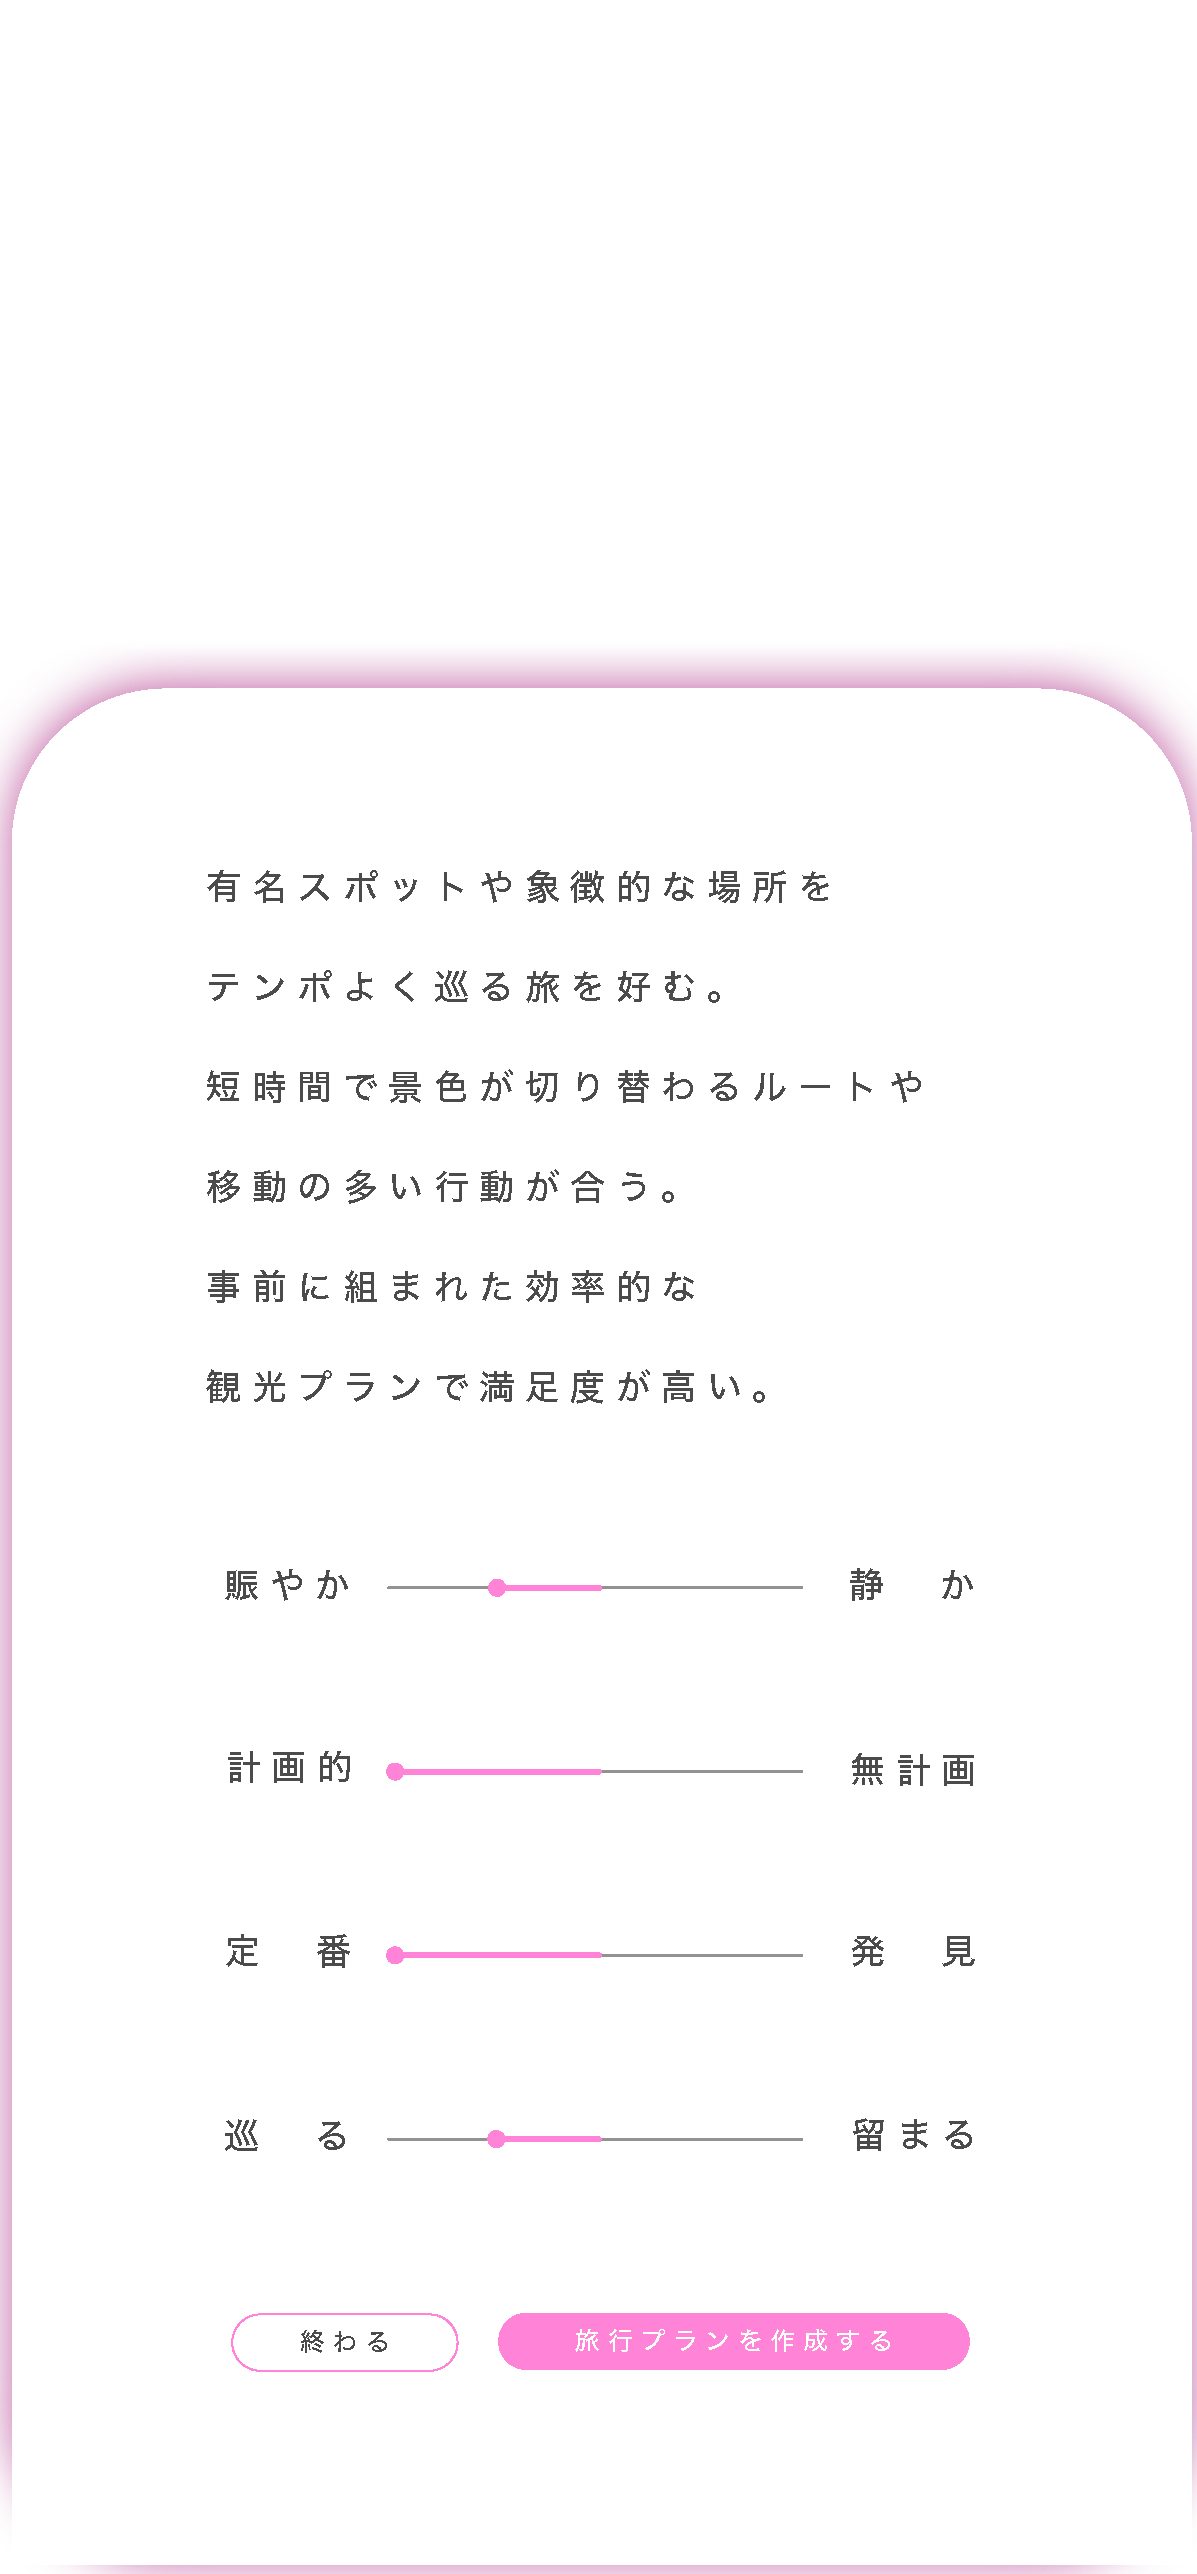 有名スポットや象徴的な場所を
テンポよく巡る旅を好む。
短時間で景色が切り替わるルートや
移動の多い行動が合う。
事前に組まれた効率的な
観光プランで満足度が高い。
賑やか 静か
計画的 無計画
定番 発見
巡る 留まる
終わる 旅行プランを作成する